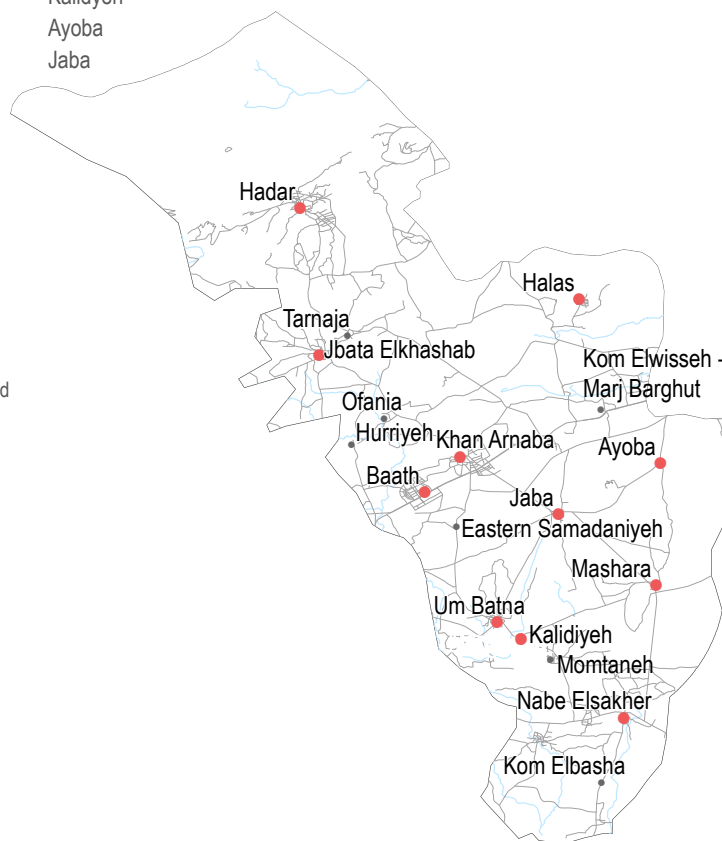 Kalidyeh
Ayoba
Jaba
Hadar
Halas
Tarnaja
Jbata Elkhashab
Kom Elwisseh -
Marj Barghut
d
Ofania
Hurriyeh
Khan Arnaba
Ayoba
Baath
Jaba
Eastern Samadaniyeh
Mashara
Um Batna
Kalidiyeh
Momtaneh
Nabe Elsakher
Kom Elbasha